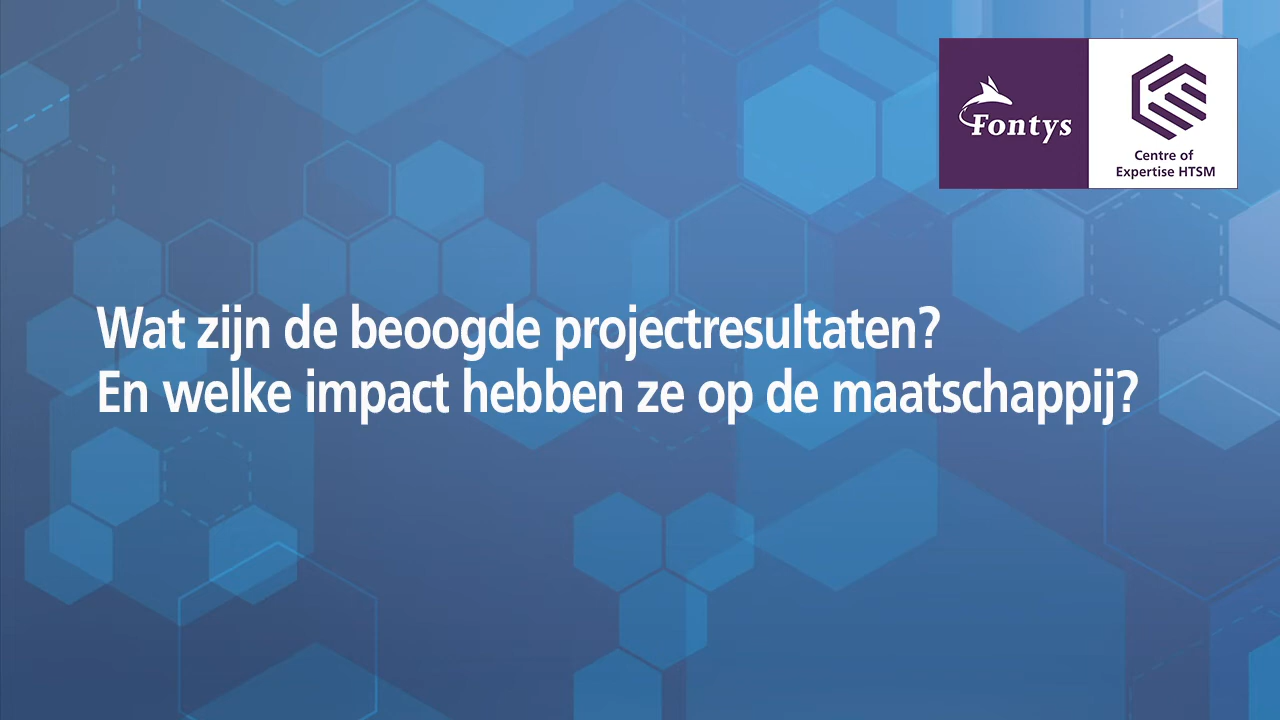 Fontys
Centre of
Expertise HTSM
Wat zijn de beoogde projectresultaten?
En welke impact hebben ze op de maatschappij?